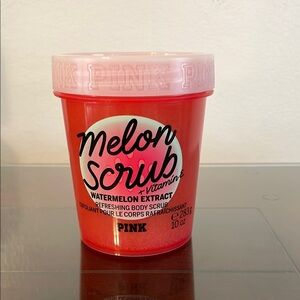 PINK
melon
Scrub
+ Vitamin E
WATERMELON EXTRACT
REFRESHING BODY SCRUB
EXFOLIANT POUR LE CORPS RAFRAÎCHISSANT
℮ 283 g
10 oz
PINK